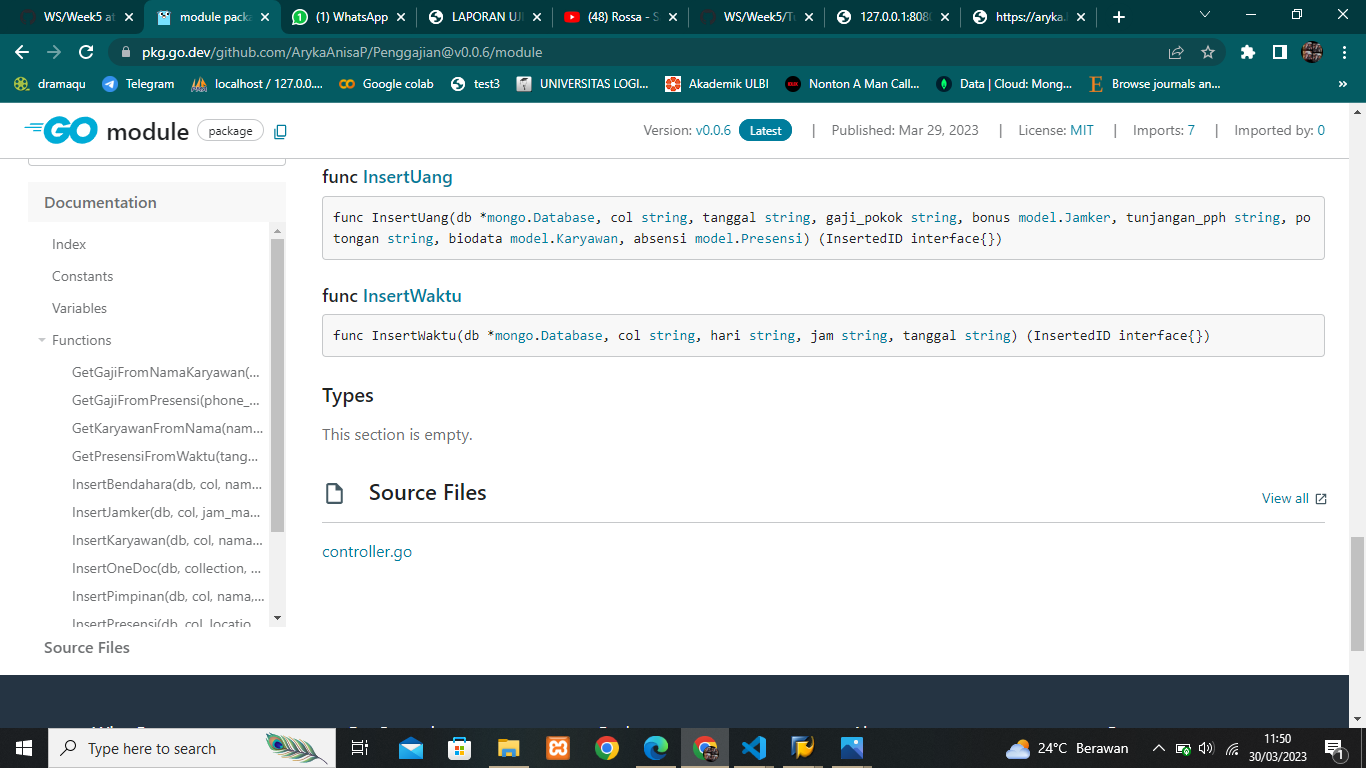 WS/Week5 at
module pack
(1) WhatsApp
LAPORAN UJI
(48) Rossa - S
WS/Week5/T
127.0.0.1:808
https://aryka.
pkg.go.dev/github.com/ArykaAnisaP/Penggajian@v0.0.6/module
dramaqu
Telegram
localhost / 127.0.0....
Google colab
test3
UNIVERSITAS LOGI...
Akademik ULBI
Nonton A Man Call...
Data | Cloud: Mong...
Browse journals an...
»
GO module package
Version: v0.0.6 Latest | Published: Mar 29, 2023 | License: MIT | Imports: 7 | Imported by: 0
Documentation
Index
Constants
Variables
Functions
GetGajiFromNamaKaryawan(...
GetGajiFromPresensi(phone_...
GetKaryawanFromNama(nam...
GetPresensiFromWaktu(tang...
InsertBendahara(db, col, nam...
InsertJamker(db, col, jam_ma...
InsertKaryawan(db, col, nama...
InsertOneDoc(db, collection, ...
InsertPimpinan(db, col, nama,...
InsertPresensi(db, col, locatio...
Source Files
func InsertUang
func InsertUang(db *mongo.Database, col string, tanggal string, gaji_pokok string, bonus model.Jamker, tunjangan_pph string, po
tongan string, biodata model.Karyawan, absensi model.Presensi) (InsertedID interface{})
func InsertWaktu
func InsertWaktu(db *mongo.Database, col string, hari string, jam string, tanggal string) (InsertedID interface{})
Types
This section is empty.
Source Files
View all
controller.go
Type here to search
24°C Berawan
11:50
30/03/2023
1